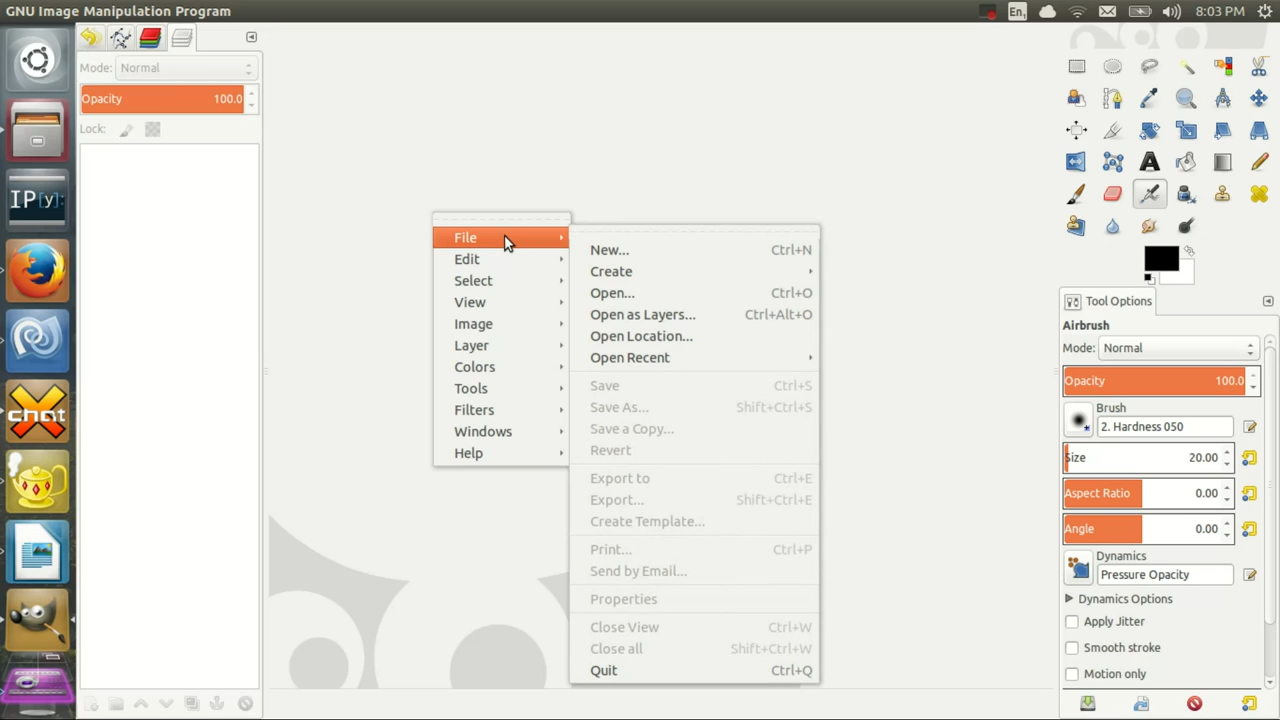 GNU Image Manipulation Program
En1
8:03 PM
Mode: Normal
Opacity 100.0
Lock:
IP[y]:
chat
File
Edit
Select
View
Image
Layer
Colors
Tools
Filters
Windows
Help
New... Ctrl+N
Create
Open... Ctrl+O
Open as Layers... Ctrl+Alt+O
Open Location...
Open Recent
Save Ctrl+S
Save As... Shift+Ctrl+S
Save a Copy...
Revert
Export to Ctrl+E
Export... Shift+Ctrl+E
Create Template...
Print... Ctrl+P
Send by Email...
Properties
Close View Ctrl+W
Close all Shift+Ctrl+W
Quit Ctrl+Q
Tool Options
Airbrush
Mode: Normal
Opacity 100.0
Brush
2. Hardness 050
Size 20.00
Aspect Ratio 0.00
Angle 0.00
Dynamics
Pressure Opacity
Dynamics Options
Apply Jitter
Smooth stroke
Motion only